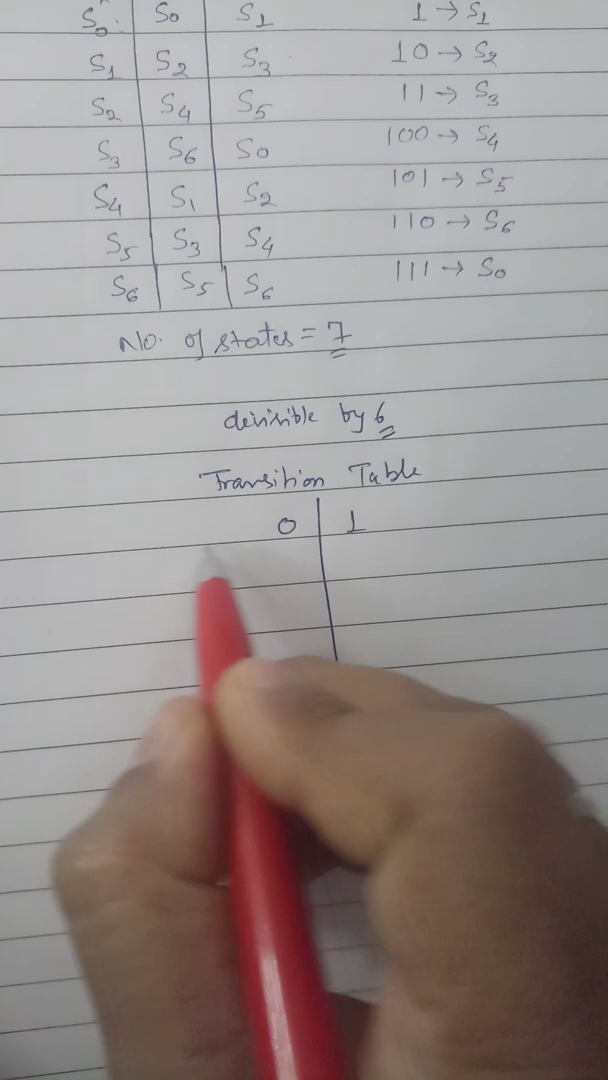 S0: S0 S1 1 → S1
S1 S2 S3 10 → S2
S2 S4 S5 11 → S3
S3 S6 S0 100 → S4
S4 S1 S2 101 → S5
S5 S3 S4 110 → S6
S6 S5 S6 111 → S0
No. of states = 7
devisible by 6
Transition Table
0 1